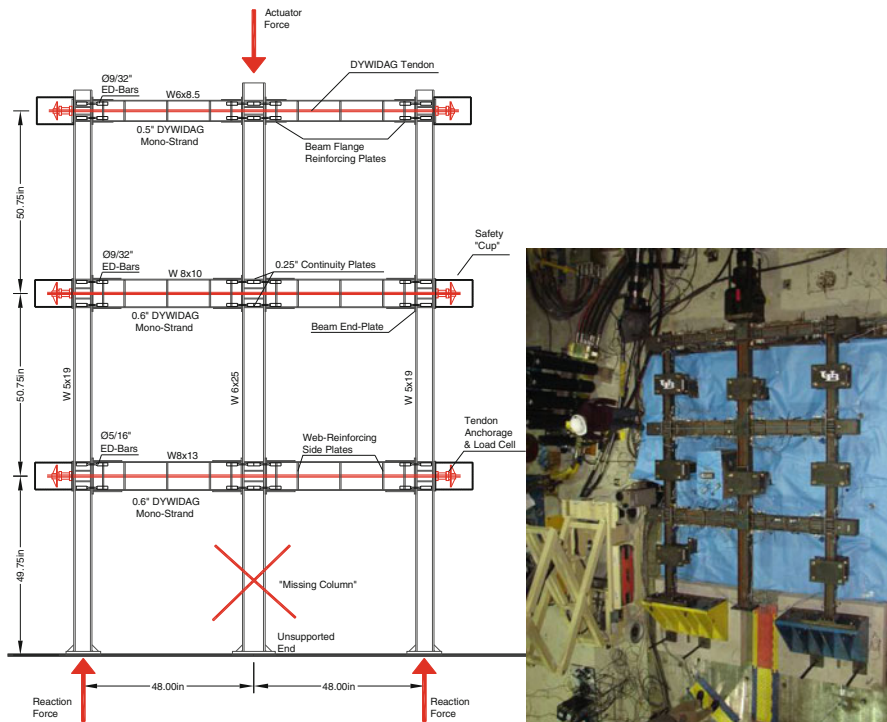 Actuator
Force
Ø9/32"
ED-Bars
W6x8.5
DYWIDAG Tendon
0.5" DYWIDAG
Mono-Strand
Beam Flange
Reinforcing Plates
50.75in
Safety
"Cup"
Ø9/32"
ED-Bars
W 8x10
0.25" Continuity Plates
0.6" DYWIDAG
Mono-Strand
Beam End-Plate
50.75in
W 5x19
W 6x25
W 5x19
Ø5/16"
ED-Bars
W8x13
Web-Reinforcing
Side Plates
Tendon
Anchorage
& Load Cell
0.6" DYWIDAG
Mono-Strand
49.75in
"Missing Column"
Unsupported
End
Reaction
Force
48.00in
48.00in
Reaction
Force